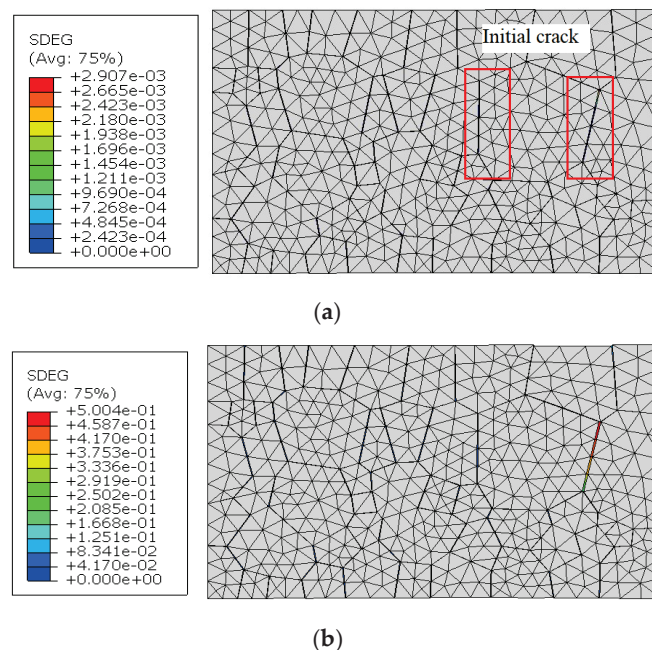 SDEG
(Avg: 75%)
+2.907e-03
+2.665e-03
+2.423e-03
+2.180e-03
+1.938e-03
+1.696e-03
+1.454e-03
+1.211e-03
+9.690e-04
+7.268e-04
+4.845e-04
+2.423e-04
+0.000e+00
Initial crack
(a)
SDEG
(Avg: 75%)
+5.004e-01
+4.587e-01
+4.170e-01
+3.753e-01
+3.336e-01
+2.919e-01
+2.502e-01
+2.085e-01
+1.668e-01
+1.251e-01
+8.341e-02
+4.170e-02
+0.000e+00
(b)